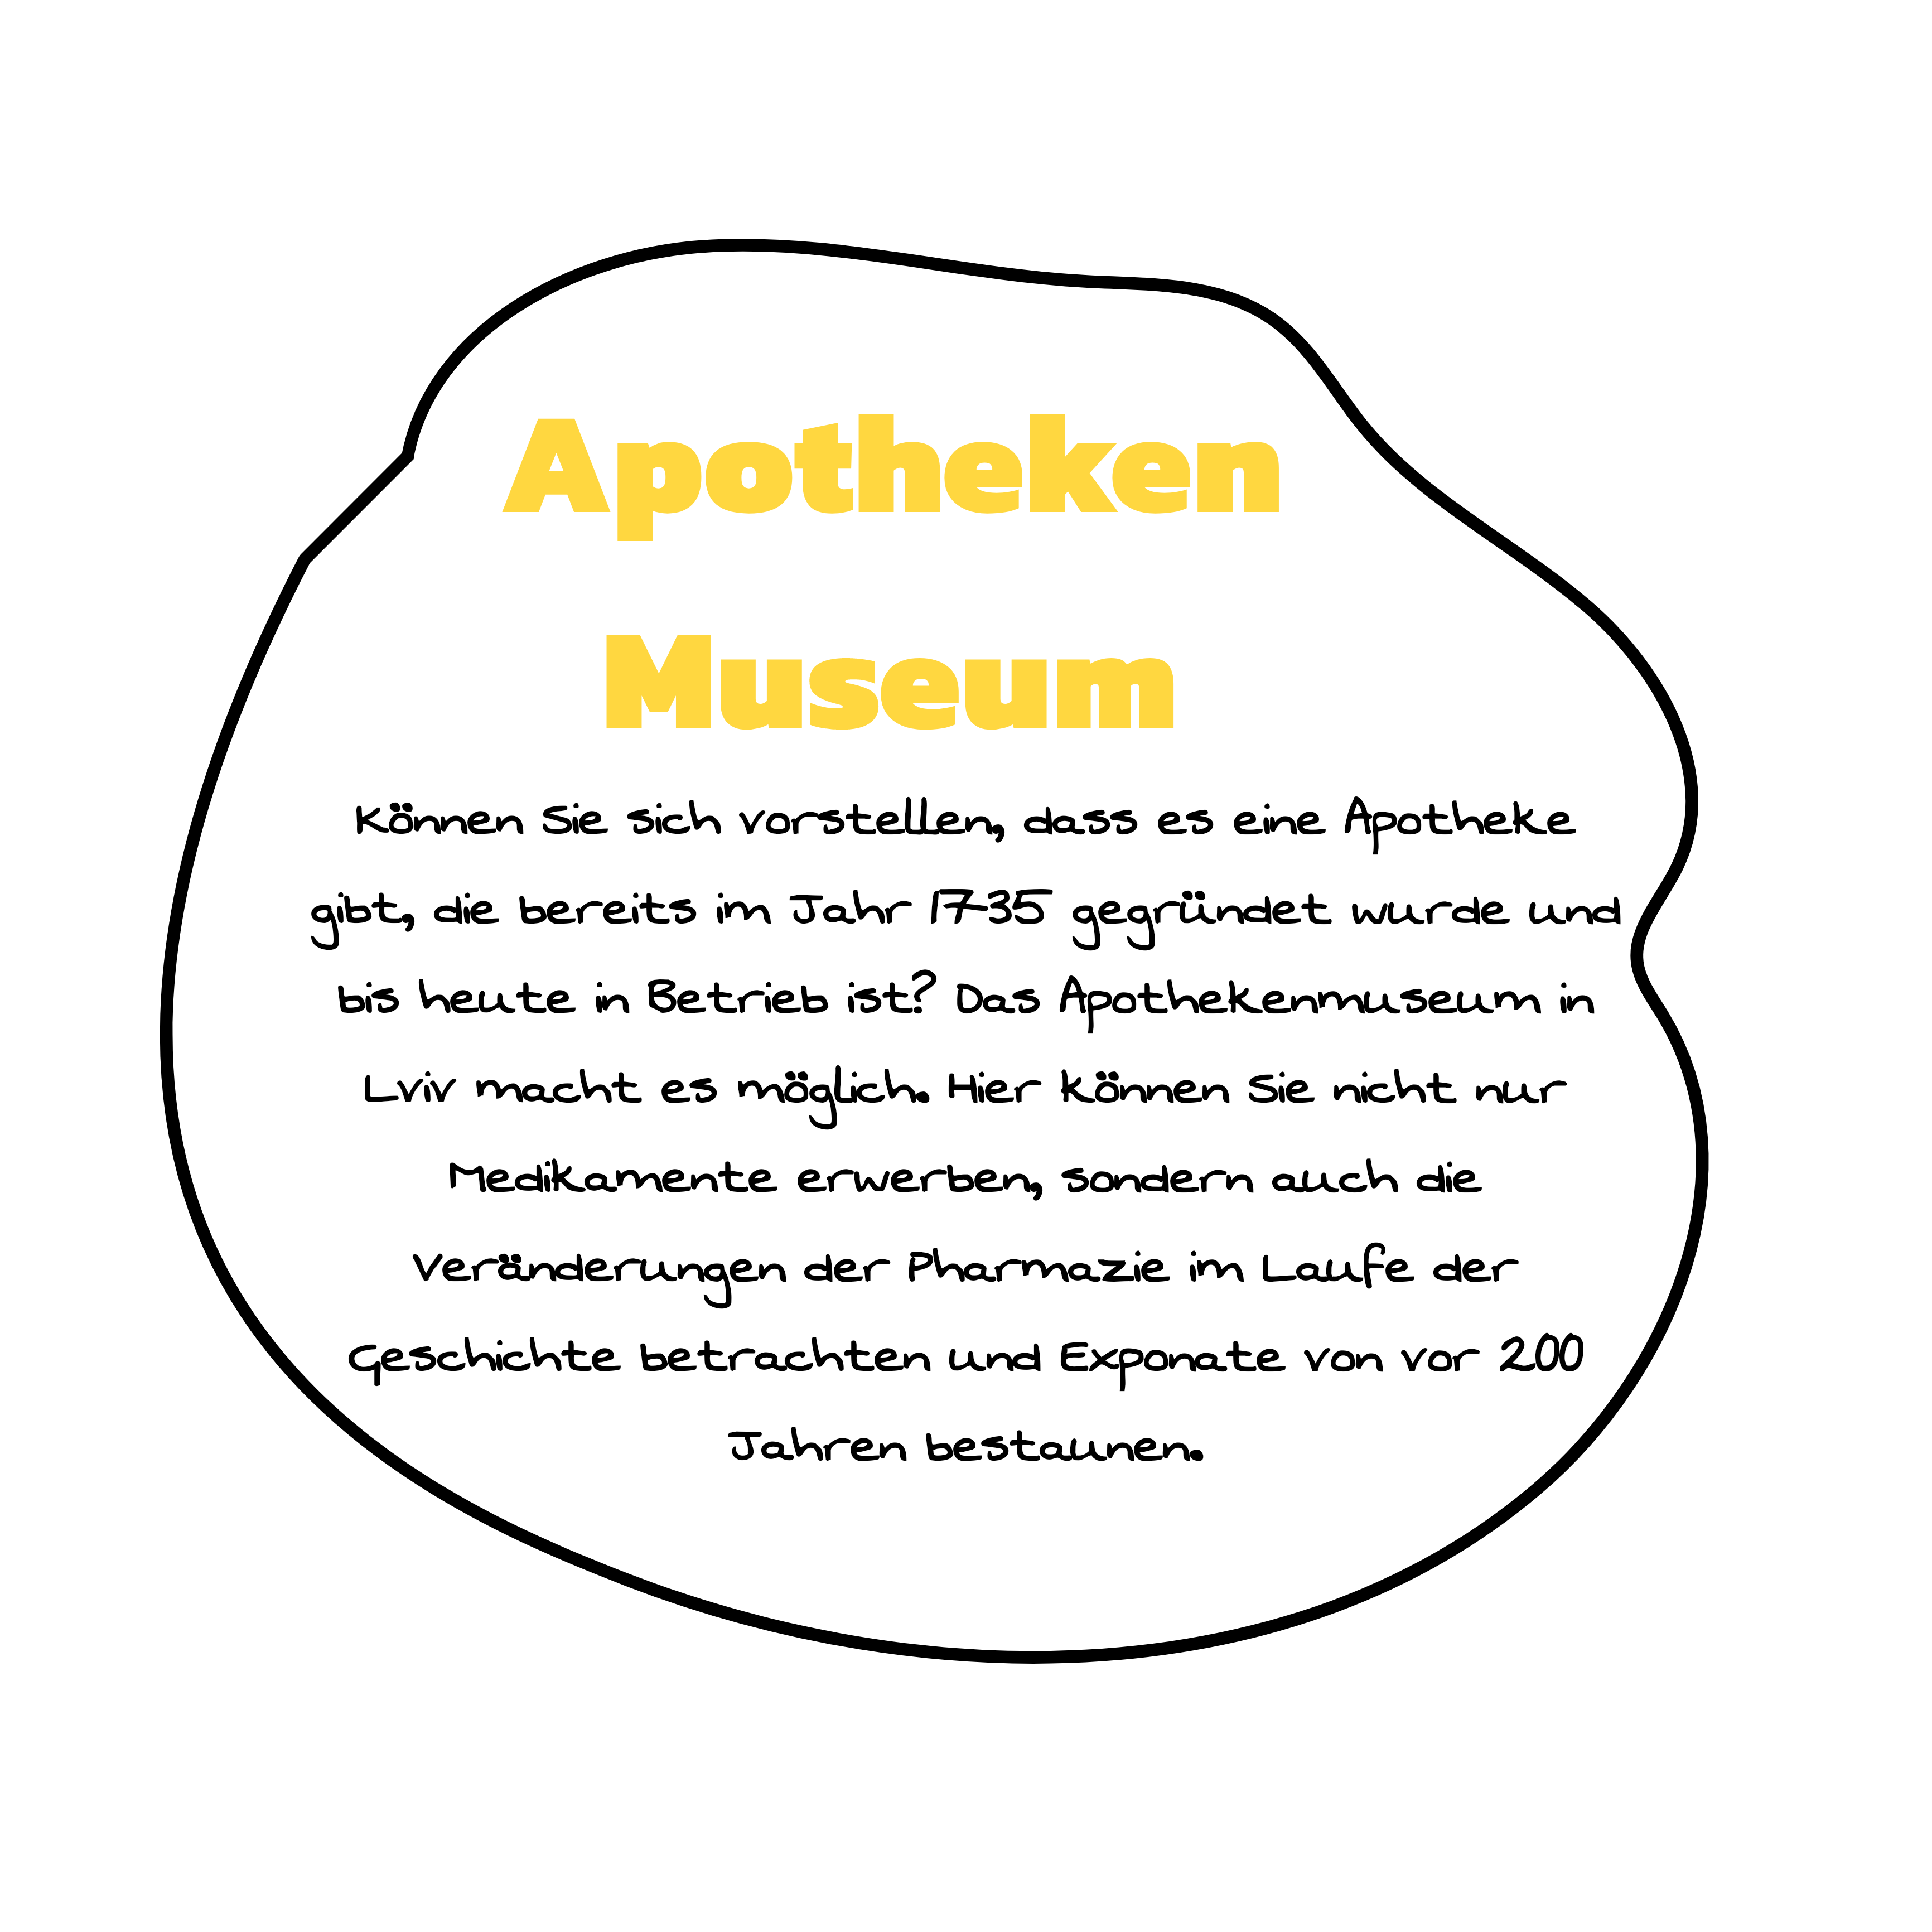 Apotheken
Museum
Können Sie sich vorstellen, dass es eine Apotheke
gibt, die bereits im Jahr 1735 gegründet wurde und
bis heute in Betrieb ist? Das Apothekenmuseum in
Lviv macht es möglich. Hier können Sie nicht nur
Medikamente erwerben, sondern auch die
Veränderungen der Pharmazie im Laufe der
Geschichte betrachten und Exponate von vor 200
Jahren bestaunen.